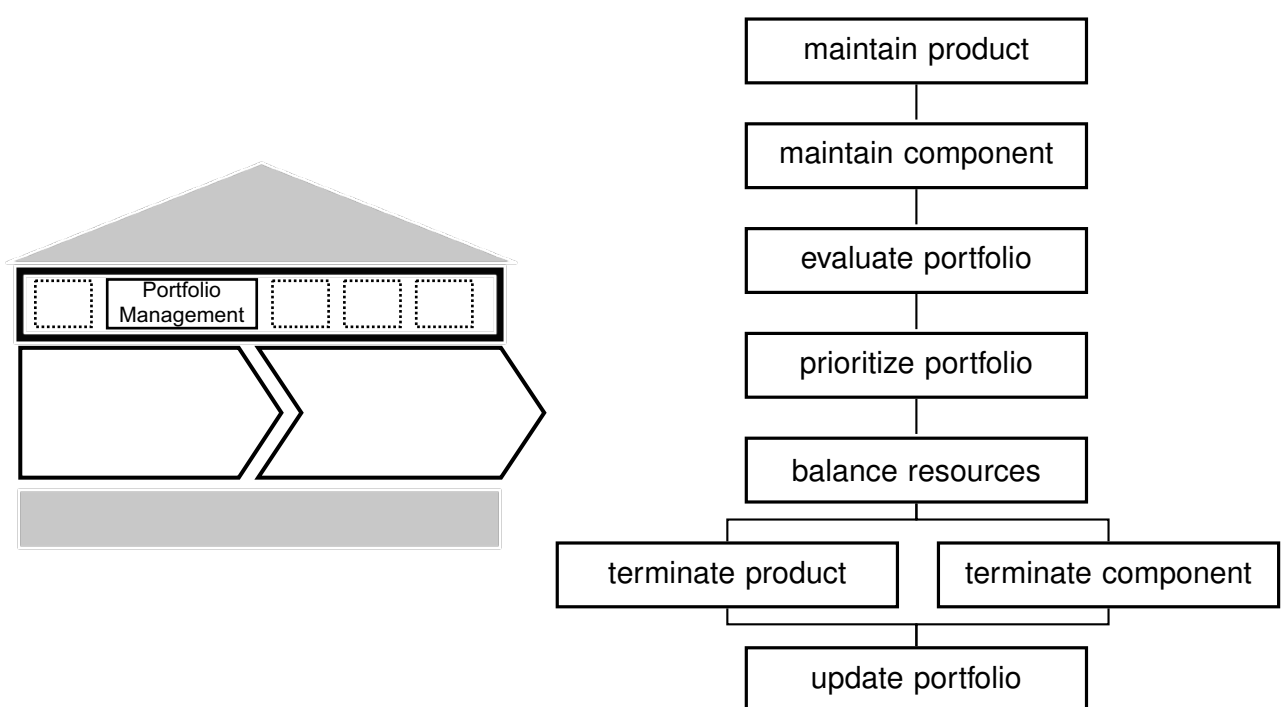 Portfolio
Management
maintain product
maintain component
evaluate portfolio
prioritize portfolio
balance resources
terminate product
terminate component
update portfolio